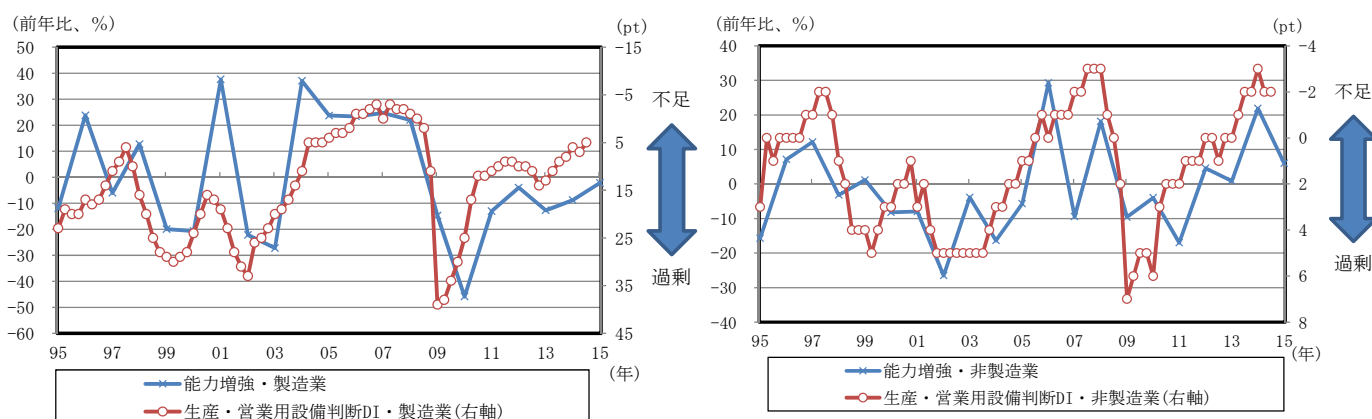 (前年比、%)
(pt)
50
40
30
20
10
0
-10
-20
-30
-40
-50
-60
-15
-5
5
15
25
35
45
不足
過剰
95 97 99 01 03 05 07 09 11 13 15
(年)
能力増強・製造業
生産・営業用設備判断DI・製造業(右軸)
(前年比、%)
(pt)
40
30
20
10
0
-10
-20
-30
-40
-4
-2
0
2
4
6
8
不足
過剰
95 97 99 01 03 05 07 09 11 13 15
(年)
能力増強・非製造業
生産・営業用設備判断DI・非製造業(右軸)